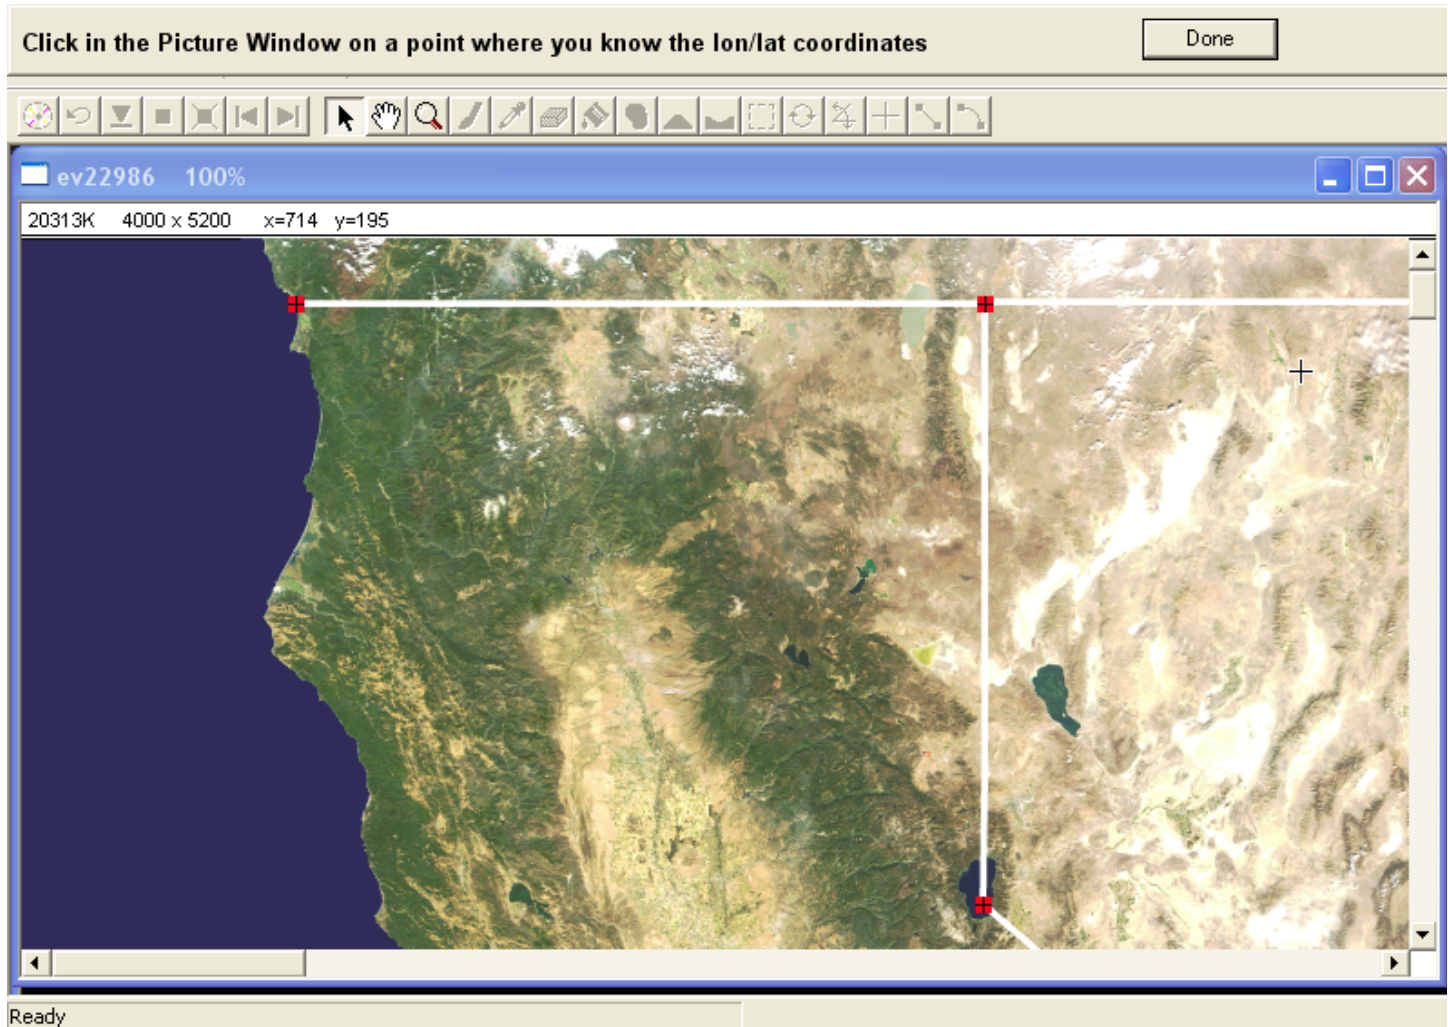 Click in the Picture Window on a point where you know the lon/lat coordinates
Done
ev22986 100%
20313K 4000 x 5200 x=714 y=195
Ready